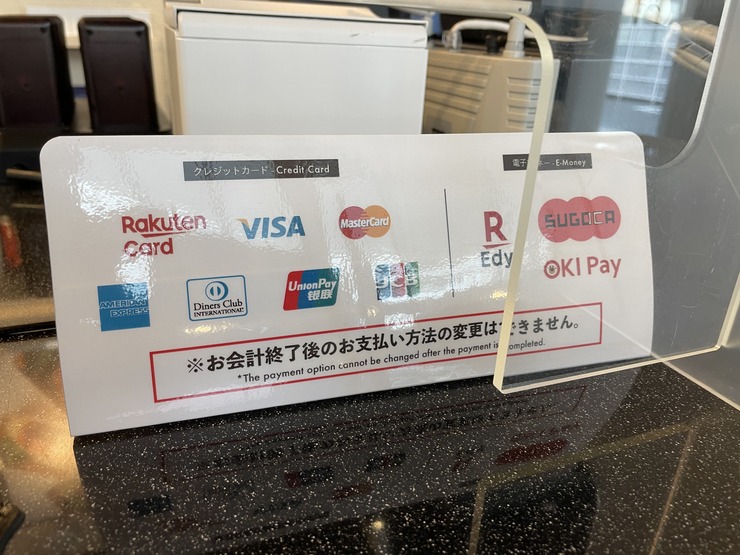 クレジットカード - Credit Card
電子マネー - E-Money
Rakuten
Card
VISA
MasterCard
R
Edy
SUGOCA
OKI Pay
AMERICAN
EXPRESS
Diners Club
INTERNATIONAL
UnionPay
银联
JCB
※お会計終了後のお支払い方法の変更はできません。
*The payment option cannot be changed after the payment is completed.